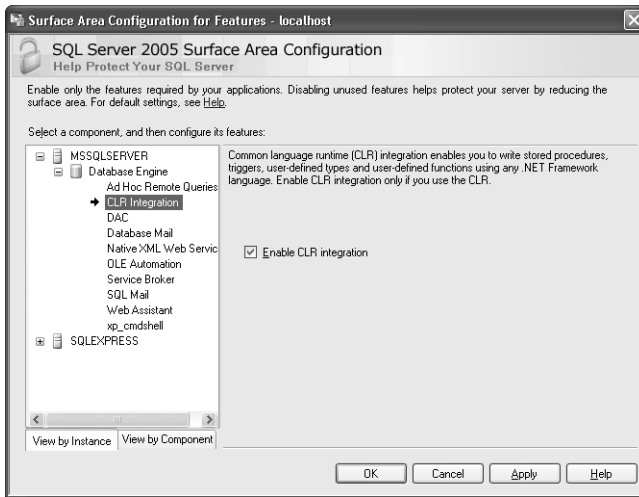 Surface Area Configuration for Features - localhost
SQL Server 2005 Surface Area Configuration
Help Protect Your SQL Server
Enable only the features required by your applications. Disabling unused features helps protect your server by reducing the
surface area. For default settings, see Help.
Select a component, and then configure its features:
MSSQLSERVER
Database Engine
Ad Hoc Remote Queries
CLR Integration
DAC
Database Mail
Native XML Web Servic
OLE Automation
Service Broker
SQL Mail
Web Assistant
xp_cmdshell
SQLEXPRESS
View by Instance View by Component
Common language runtime (CLR) integration enables you to write stored procedures,
triggers, user-defined types and user-defined functions using any .NET Framework
language. Enable CLR integration only if you use the CLR.
Enable CLR integration
OK Cancel Apply Help